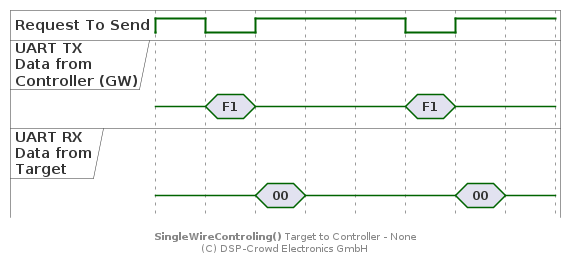 Request To Send
UART TX
Data from
Controller (GW)
F1 F1
UART RX
Data from
Target
00 00
SingleWireControling() Target to Controller - None
(C) DSP-Crowd Electronics GmbH